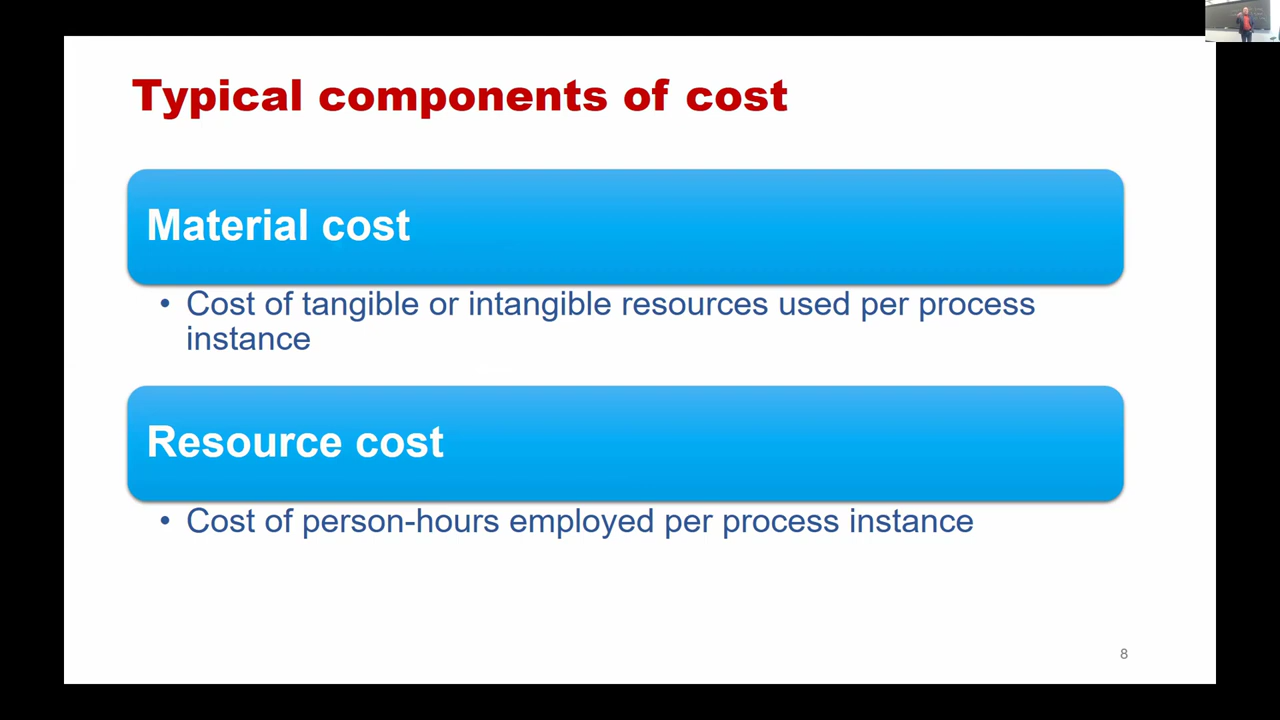 Typical components of cost
Material cost
• Cost of tangible or intangible resources used per process
instance
Resource cost
• Cost of person-hours employed per process instance
8